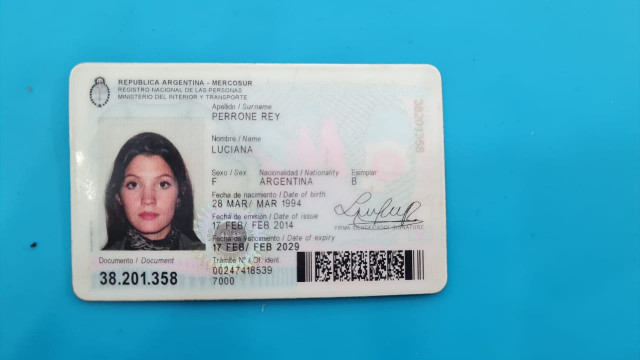 REPUBLICA ARGENTINA - MERCOSUR
REGISTRO NACIONAL DE LAS PERSONAS
MINISTERIO DEL INTERIOR Y TRANSPORTE
Apellido / Surname
PERRONE REY
Nombre / Name
LUCIANA
Sexo / Sex Nacionalidad / Nationality Ejemplar
F ARGENTINA B
Fecha de nacimiento / Date of birth
28 MAR/ MAR 1994
Fecha de emisión / Date of issue
17 FEB/ FEB 2014
Fecha de vencimiento / Date of expiry
17 FEB/ FEB 2029
Documento / Document
38.201.358
Trámite Nº / Of. ident.
00247418539
7000
SIGNATURE
38201358